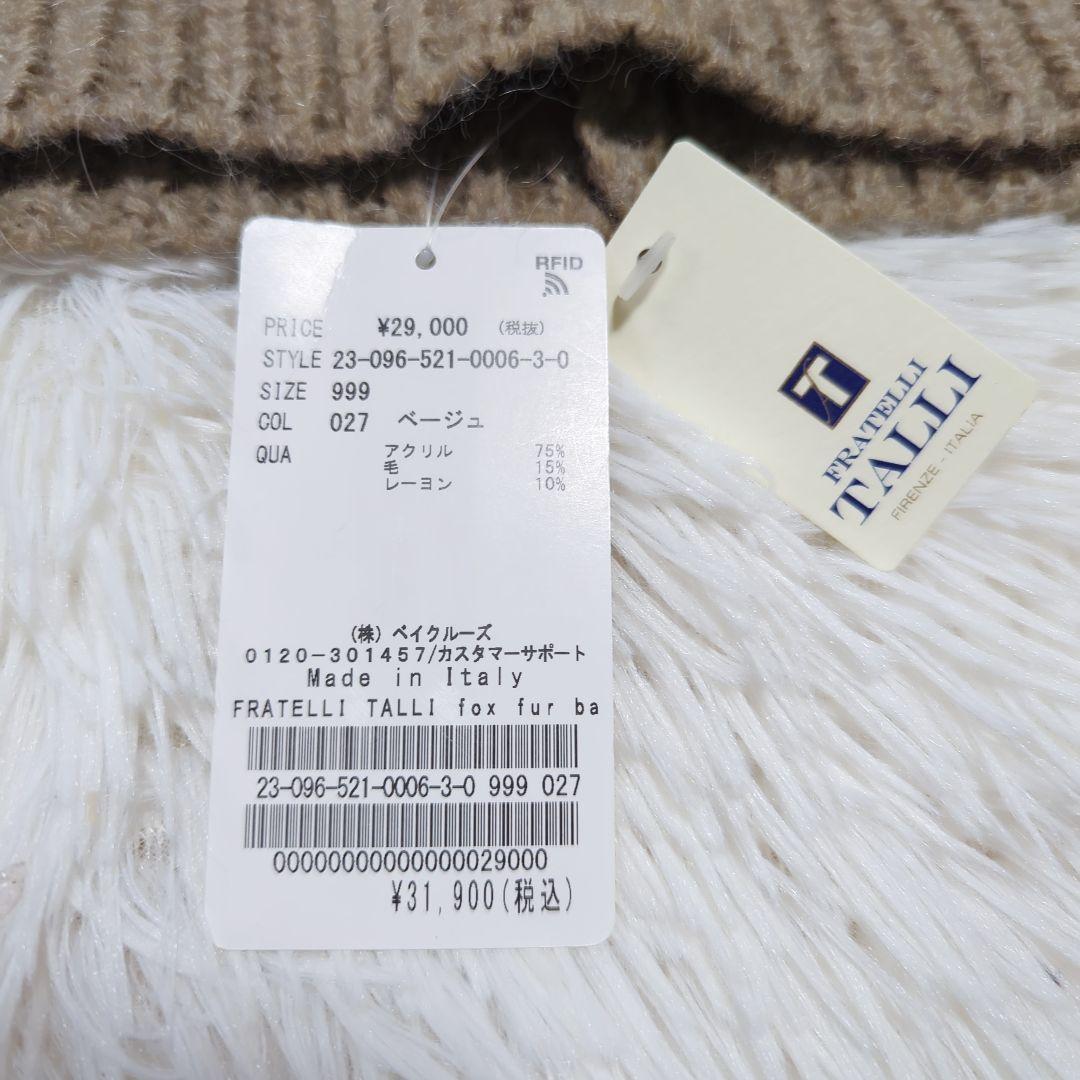 RFID
PRICE ¥29,000 (税抜)
STYLE 23-096-521-0006-3-0
SIZE 999
COL 027 ベージュ
QUA アクリル 75%
毛 15%
レーヨン 10%
(株)ベイクルーズ
0120-301457/カスタマーサポート
Made in Italy
FRATELLI TALLI fox fur ba
23-096-521-0006-3-0 999 027
00000000000000029000
¥31,900(税込)
FRATELLI
TALLI
FIRENZE - ITALIA